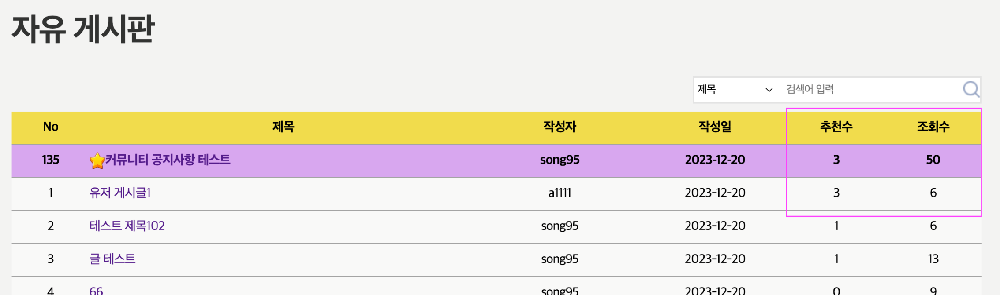 자유 게시판
제목 검색어 입력
No 제목 작성자 작성일 추천수 조회수
135 커뮤니티 공지사항 테스트 song95 2023-12-20 3 50
1 유저 게시글1 a1111 2023-12-20 3 6
2 테스트 제목102 song95 2023-12-20 1 6
3 글 테스트 song95 2023-12-20 1 13
4 66 song95 2023-12-20 0 9